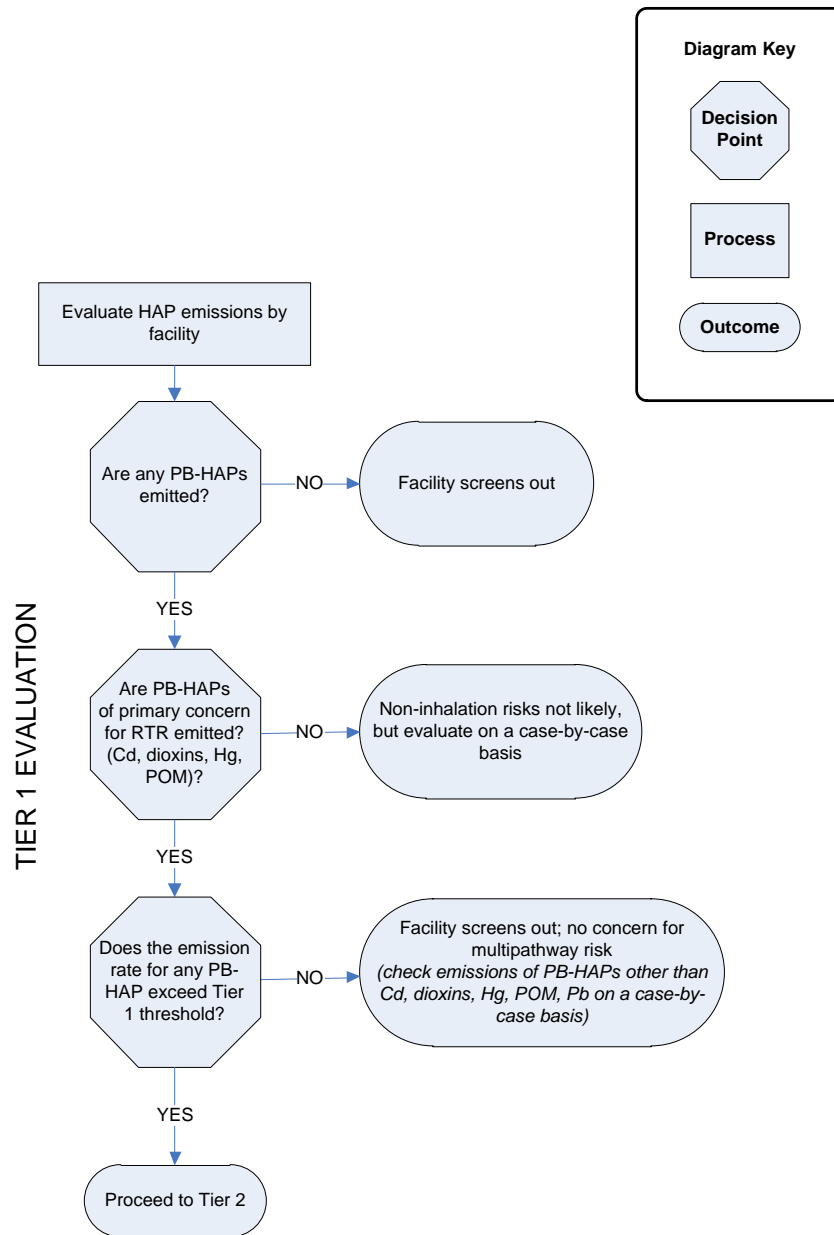 Diagram Key
Decision
Point
Process
Outcome
Evaluate HAP emissions by
facility
Are any PB-HAPs
emitted?
NO
Facility screens out
YES
TIER 1 EVALUATION
Are PB-HAPs
of primary concern
for RTR emitted?
(Cd, dioxins, Hg,
POM)?
NO
Non-inhalation risks not likely,
but evaluate on a case-by-case
basis
YES
Does the emission
rate for any PB-
HAP exceed Tier
1 threshold?
NO
Facility screens out; no concern for
multipathway risk
(check emissions of PB-HAPs other than
Cd, dioxins, Hg, POM, Pb on a case-by-
case basis)
YES
Proceed to Tier 2